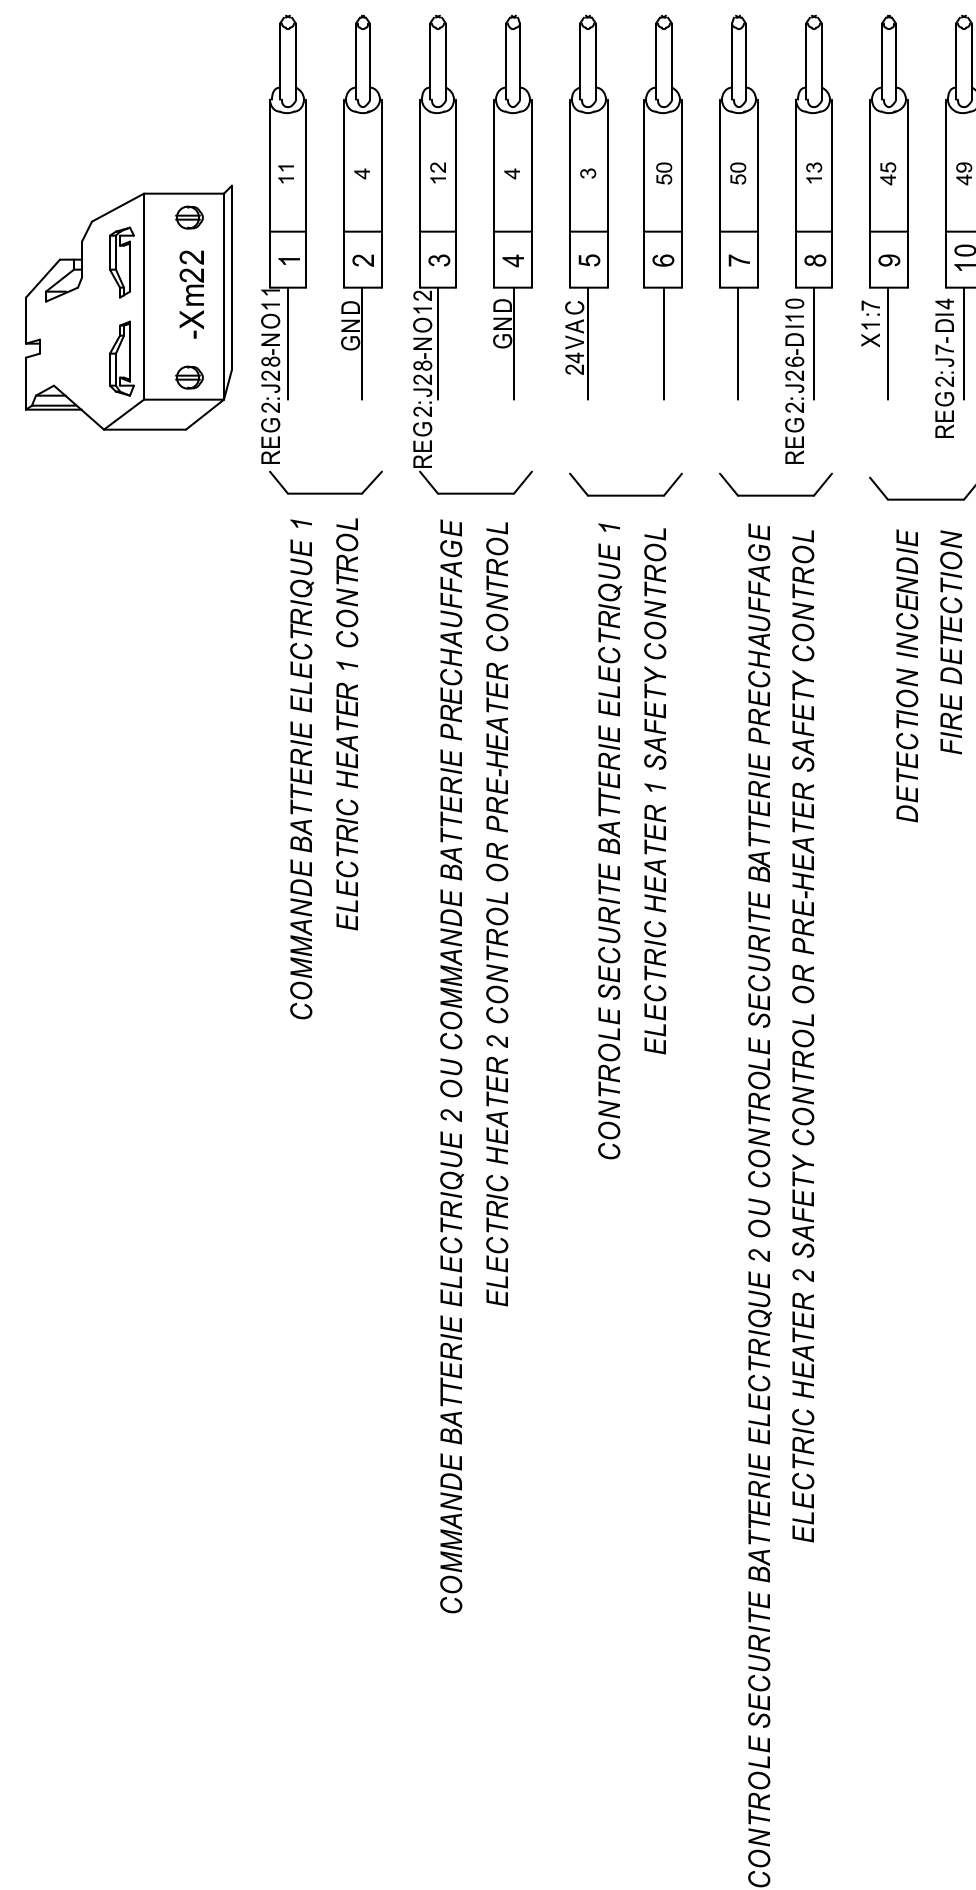 -Xm22
11
1
REG2:J28-NO11
4
2
GND
12
3
REG2:J28-NO12
4
4
GND
3
5
24VAC
50
6
50
7
13
8
REG2:J26-DI10
45
9
X1:7
49
10
REG2:J7-DI4
COMMANDE BATTERIE ELECTRIQUE 1
ELECTRIC HEATER 1 CONTROL
COMMANDE BATTERIE ELECTRIQUE 2 OU COMMANDE BATTERIE PRECHAUFFAGE
ELECTRIC HEATER 2 CONTROL OR PRE-HEATER CONTROL
CONTROLE SECURITE BATTERIE ELECTRIQUE 1
ELECTRIC HEATER 1 SAFETY CONTROL
CONTROLE SECURITE BATTERIE ELECTRIQUE 2 OU CONTROLE SECURITE BATTERIE PRECHAUFFAGE
ELECTRIC HEATER 2 SAFETY CONTROL OR PRE-HEATER SAFETY CONTROL
DETECTION INCENDIE
FIRE DETECTION